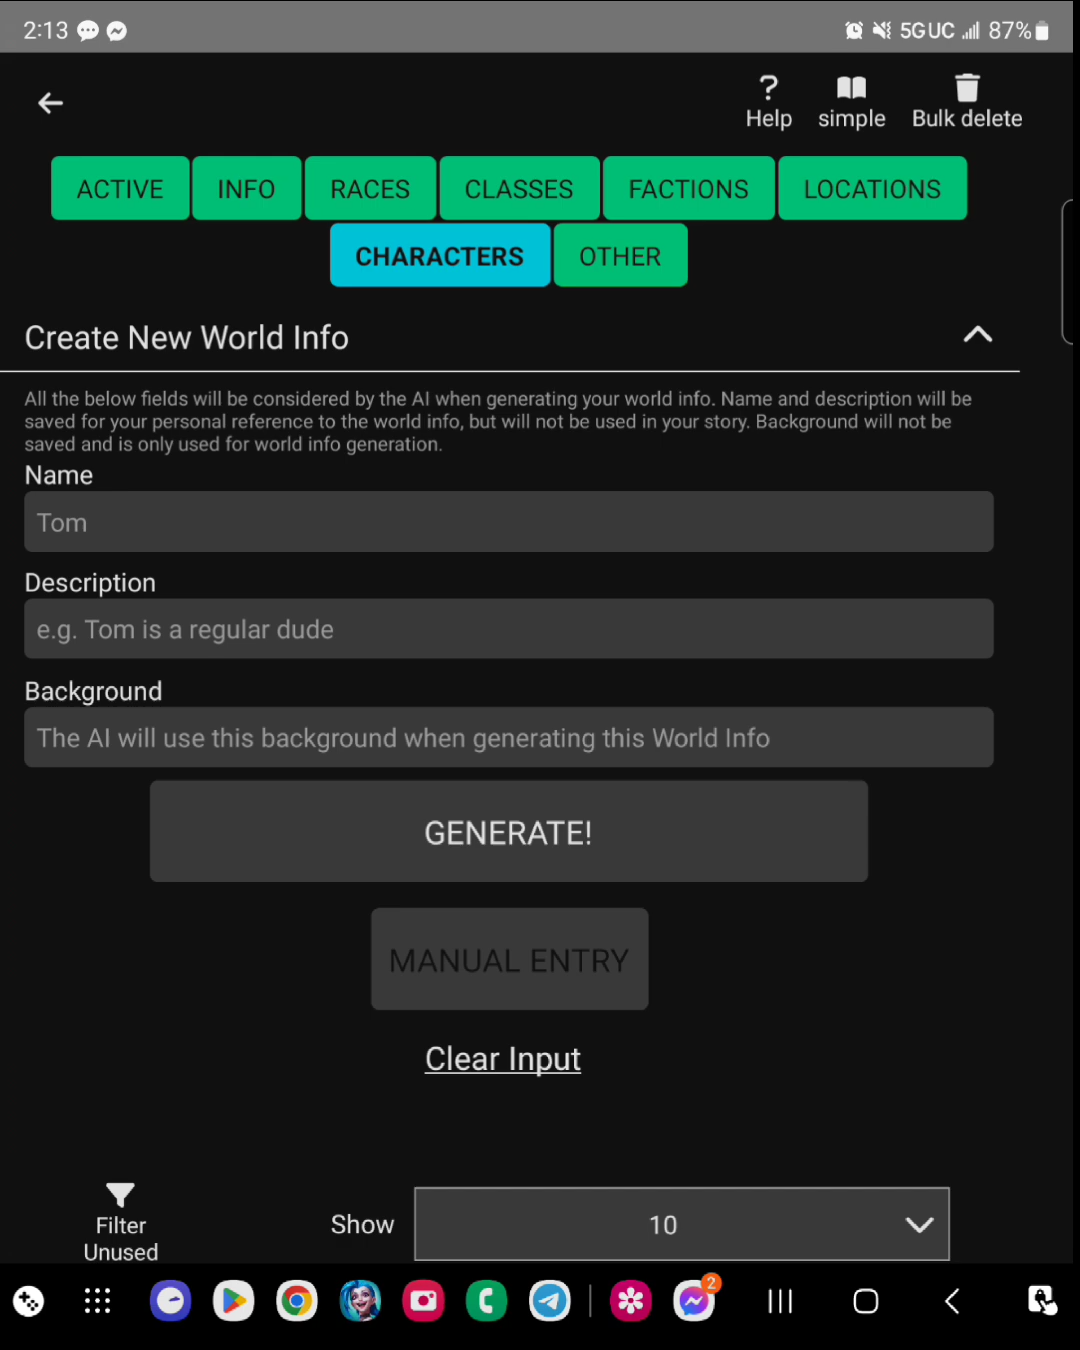 2:13
5GUC 87%
Help simple Bulk delete
ACTIVE INFO RACES CLASSES FACTIONS LOCATIONS
CHARACTERS OTHER
Create New World Info
All the below fields will be considered by the AI when generating your world info. Name and description will be
saved for your personal reference to the world info, but will not be used in your story. Background will not be
saved and is only used for world info generation.
Name
Tom
Description
e.g. Tom is a regular dude
Background
The AI will use this background when generating this World Info
GENERATE!
MANUAL ENTRY
Clear Input
Filter
Unused
Show 10
2